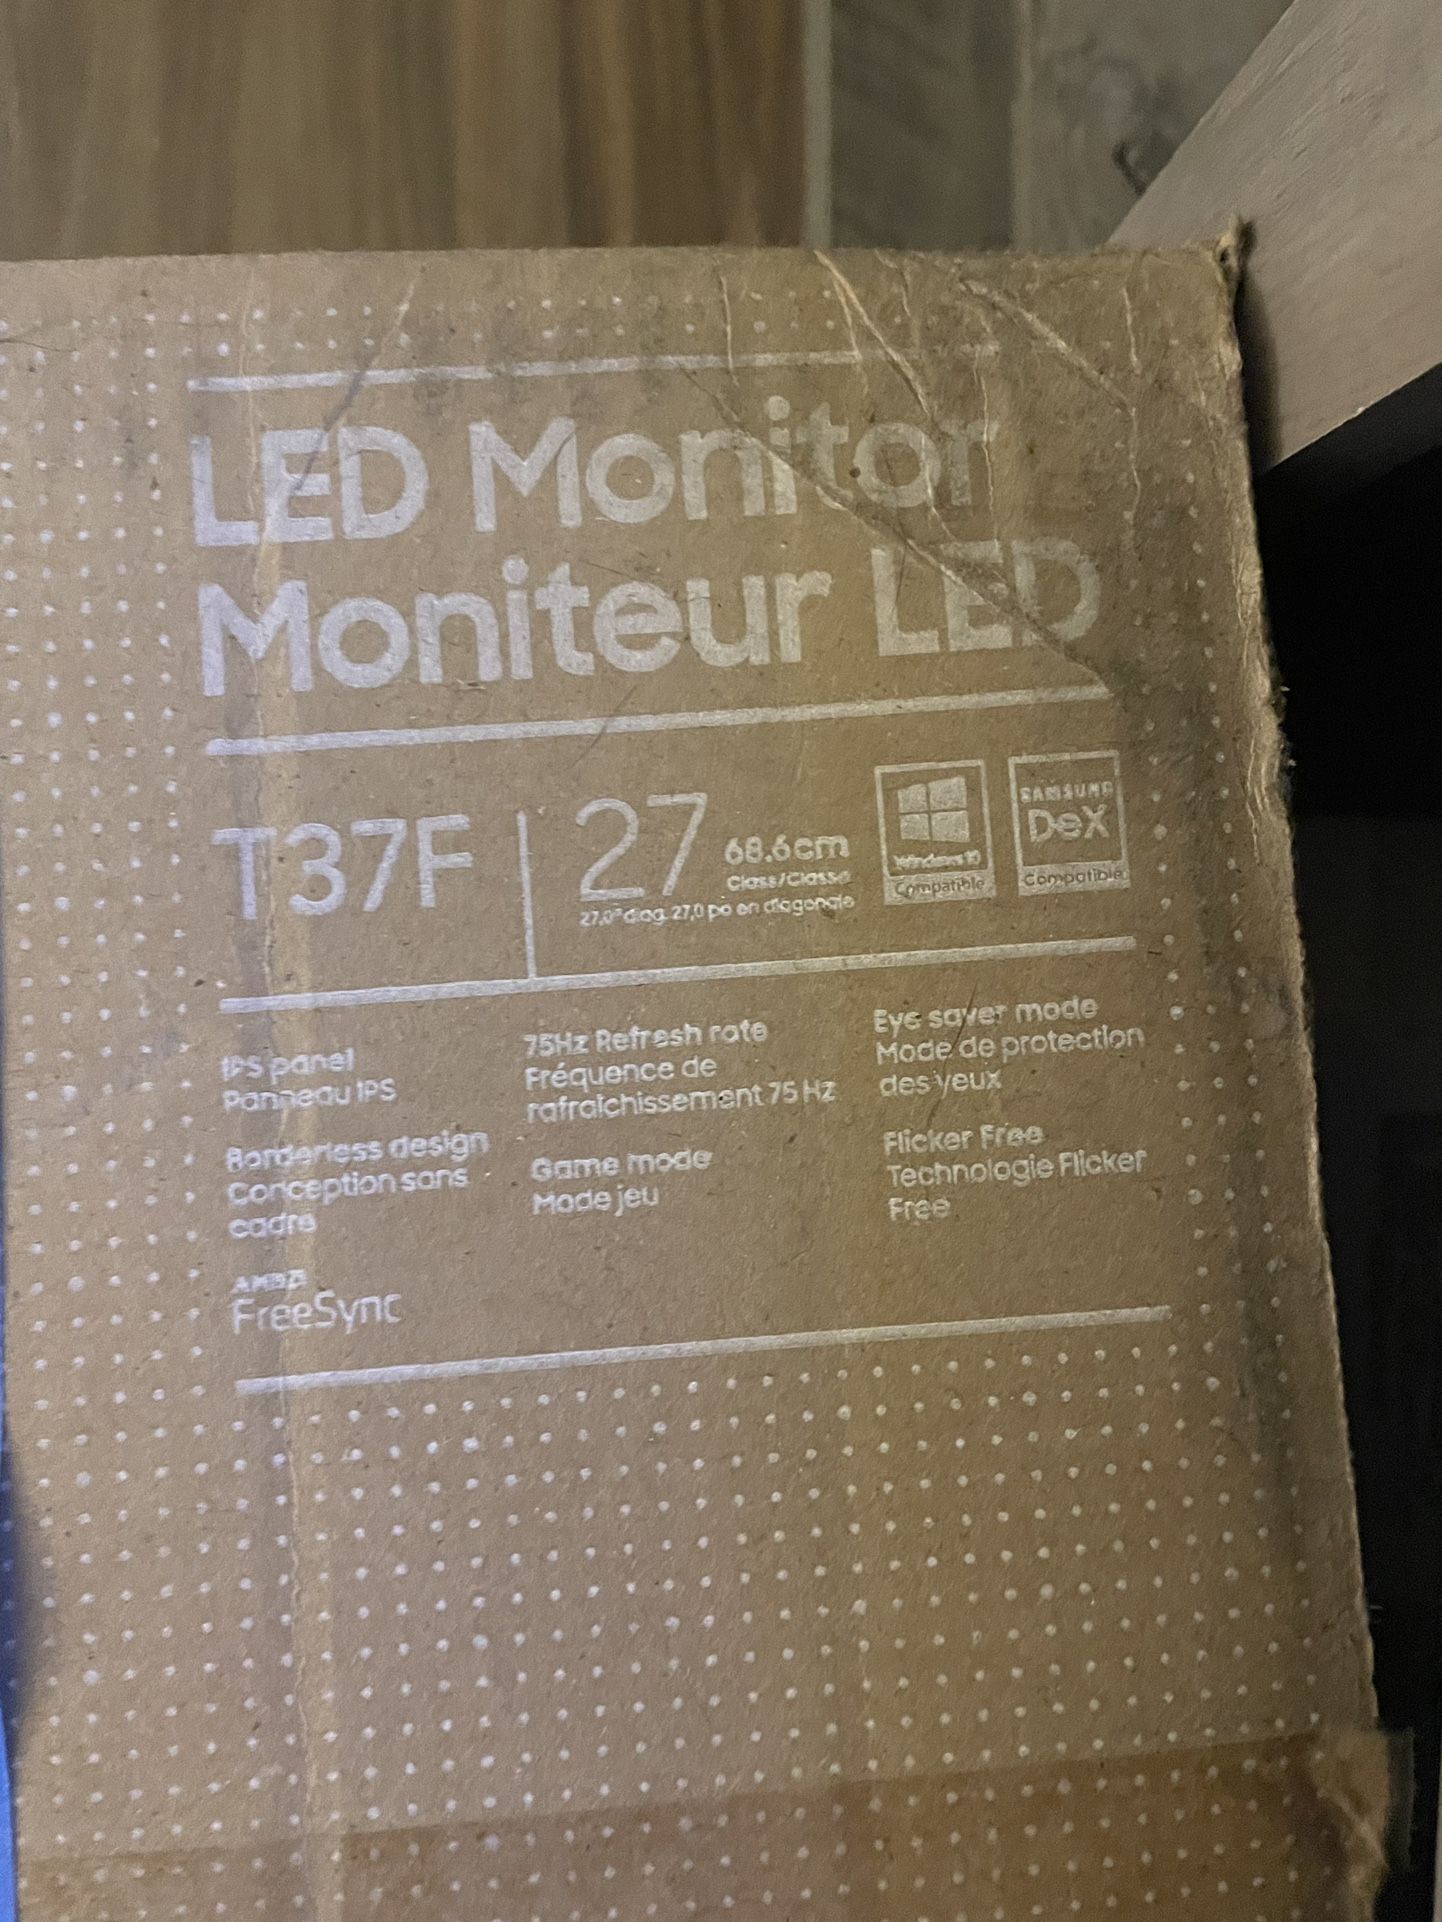 LED Monitor
Moniteur LED
T37F
27
68.6cm
Class/Classe
27,0" diag. 27,0 po en diagonale
Windows 10
Compatible
SAMSUNG
DeX
Compatible
IPS panel
Panneau IPS
Borderless design
Conception sans
cadre
AMD
FreeSync
75Hz Refresh rate
Fréquence de
rafraîchissement 75 Hz
Game mode
Mode jeu
Eye saver mode
Mode de protection
des yeux
Flicker Free
Technologie Flicker
Free